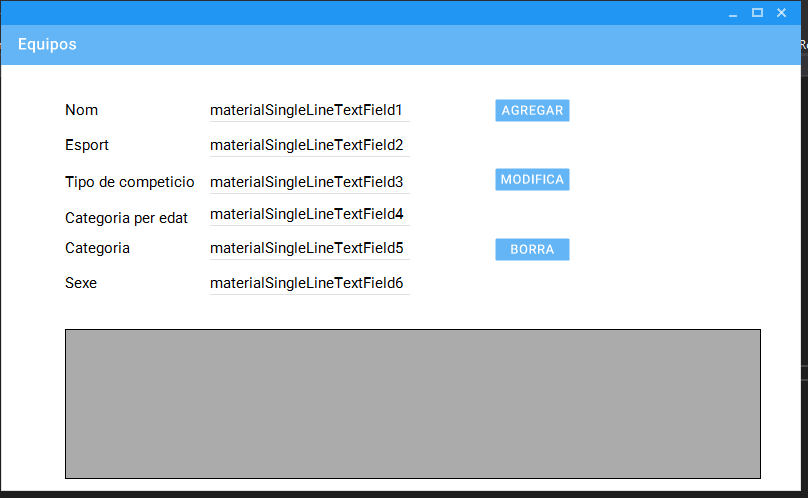 Equipos
Nom materialSingleLineTextField1 AGREGAR
Esport materialSingleLineTextField2
Tipo de competicio materialSingleLineTextField3 MODIFICA
Categoria per edat materialSingleLineTextField4
Categoria materialSingleLineTextField5 BORRA
Sexe materialSingleLineTextField6